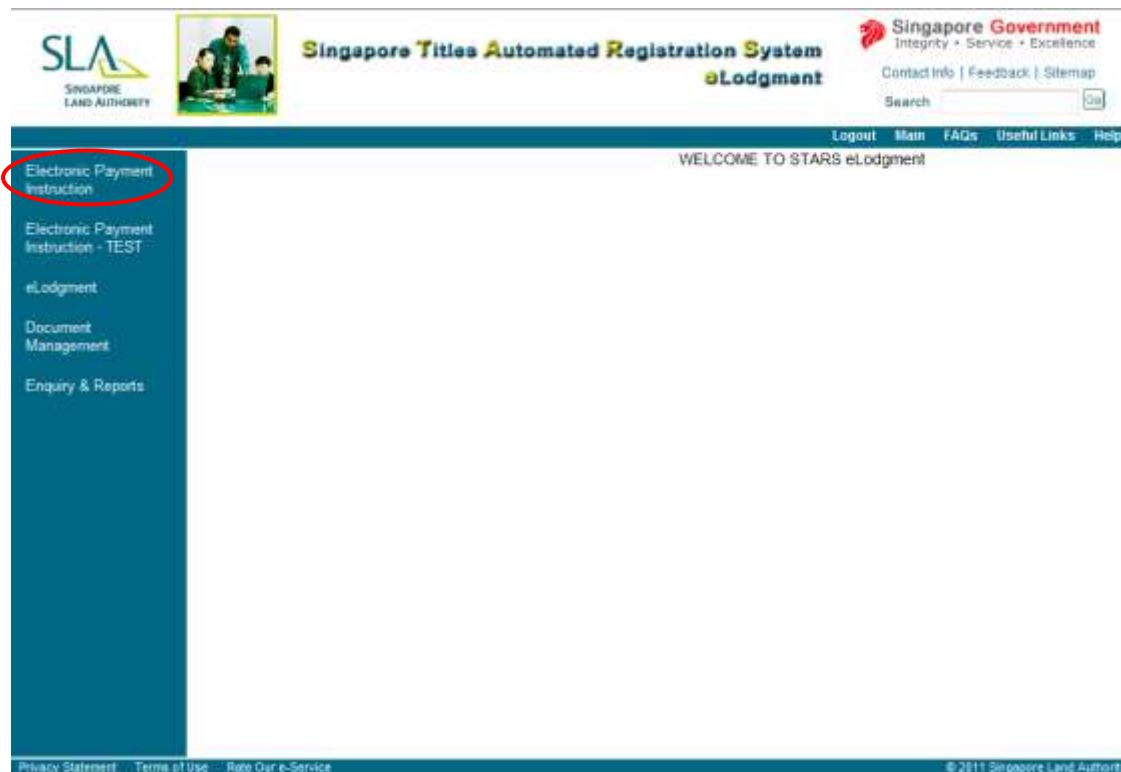 SLA
SINGAPORE
LAND AUTHORITY
Singapore Titles Automated Registration System
eLodgment
Singapore Government
Integrity • Service • Excellence
Contact Info | Feedback | Sitemap
Search Go
Logout Main FAQs Useful Links Help
Electronic Payment
Instruction
Electronic Payment
Instruction - TEST
eLodgment
Document
Management
Enquiry & Reports
WELCOME TO STARS eLodgment
Privacy Statement Terms of Use Rate Our e-Service © 2011 Singapore Land Authorit